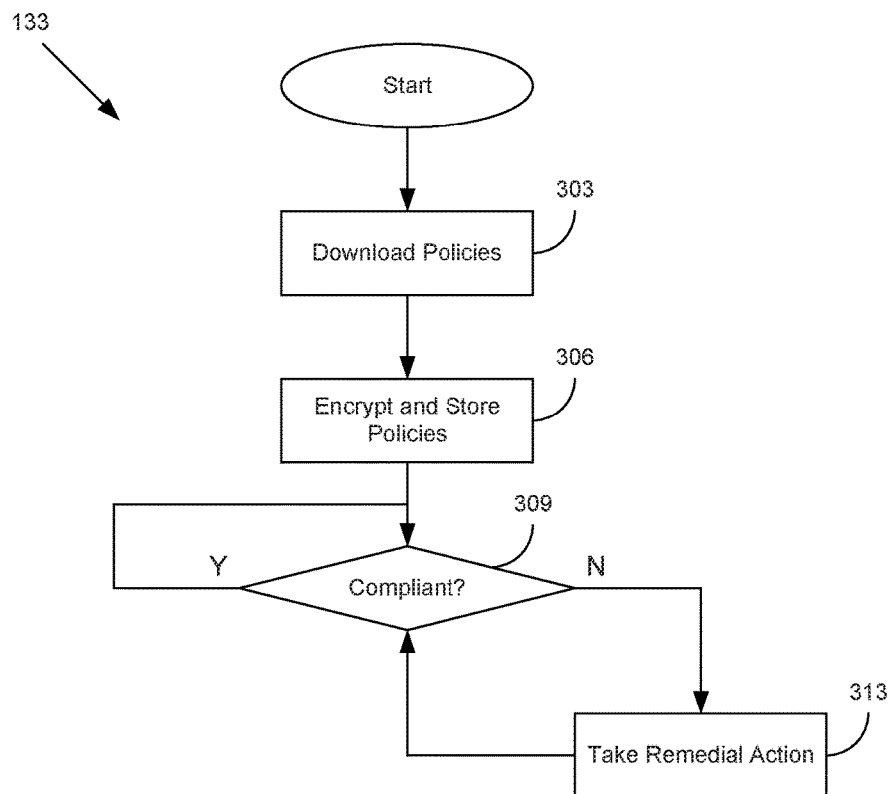 133
Start
303
Download Policies
306
Encrypt and Store
Policies
309
Y
Compliant?
N
313
Take Remedial Action